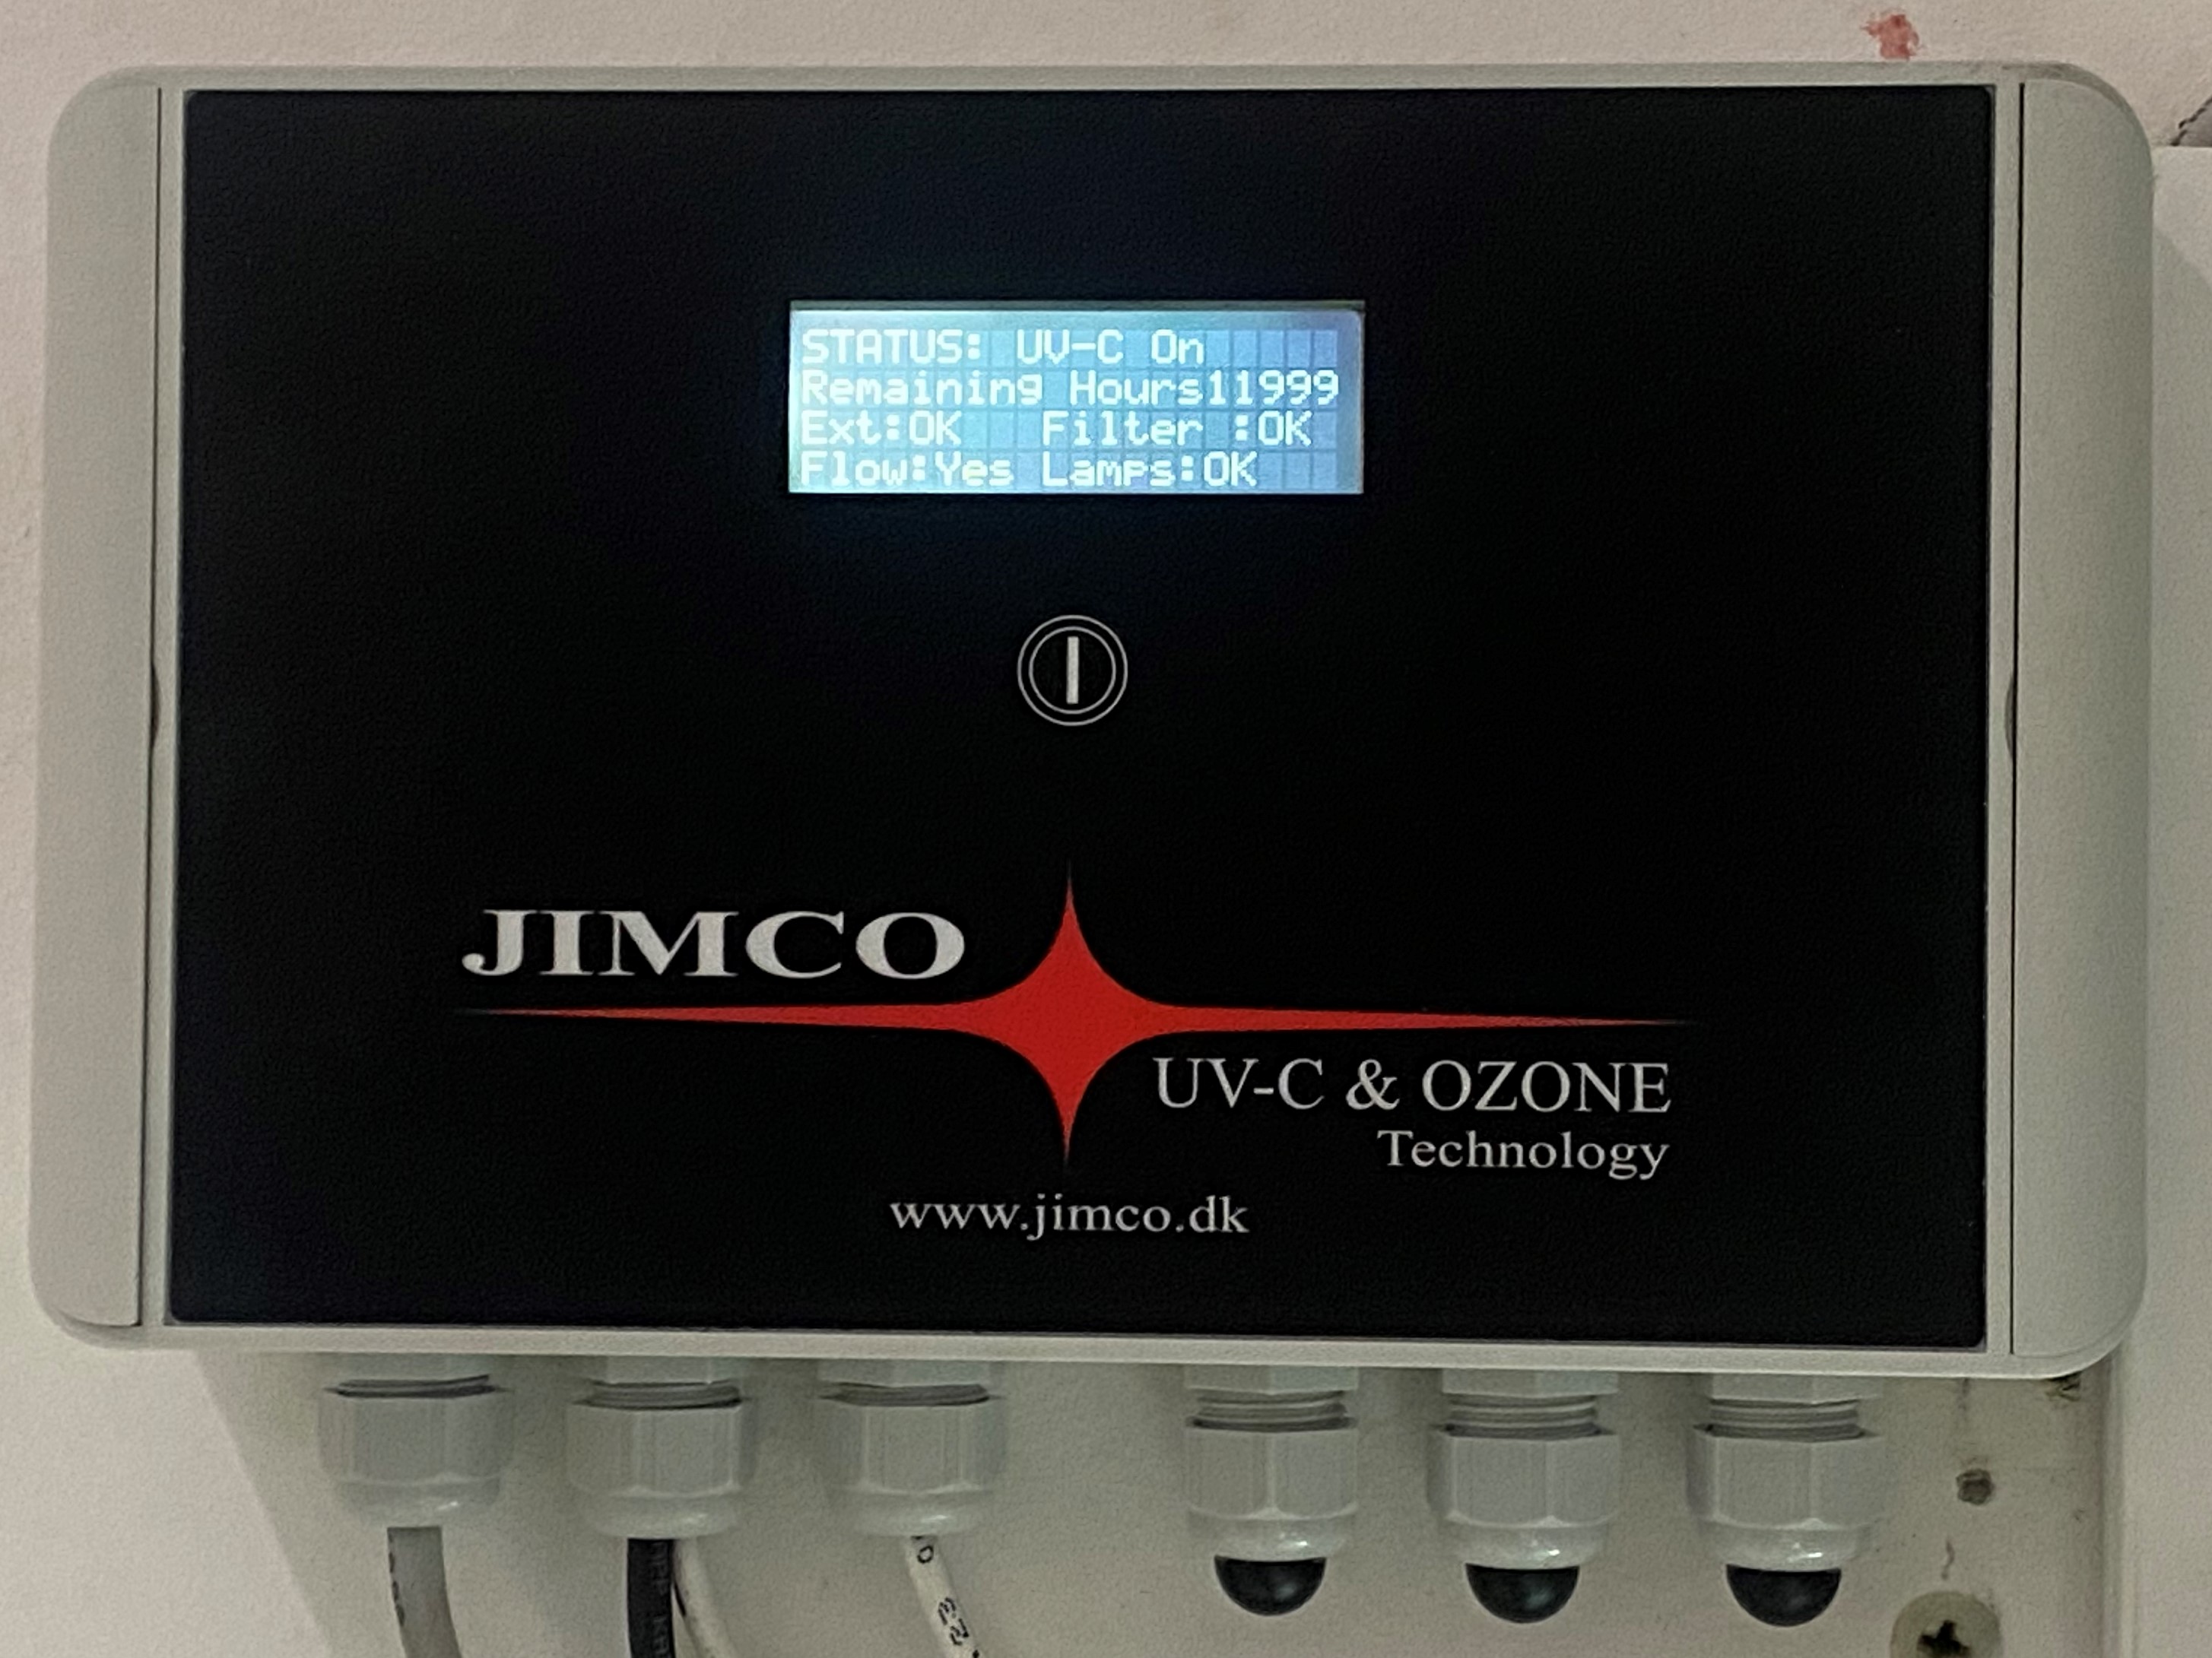 STATUS: UV-C On
Remaining Hours11999
Ext:OK Filter :OK
Flow:Yes Lamps:OK
JIMCO
UV-C & OZONE
Technology
www.jimco.dk